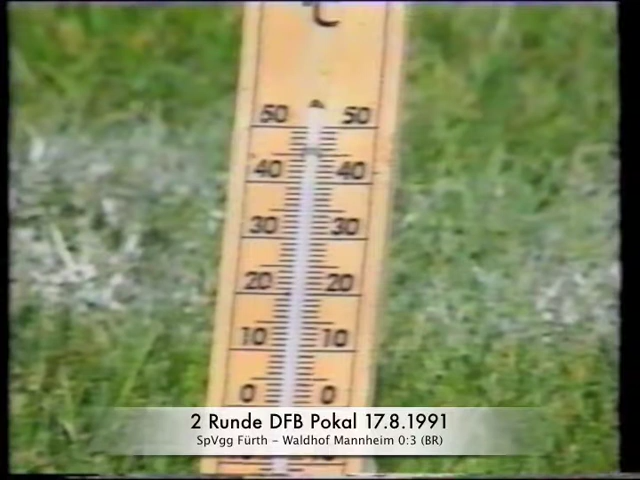 °C
50 50
40 40
30 30
20 20
10 10
0 0
2 Runde DFB Pokal 17.8.1991
SpVgg Fürth – Waldhof Mannheim 0:3 (BR)